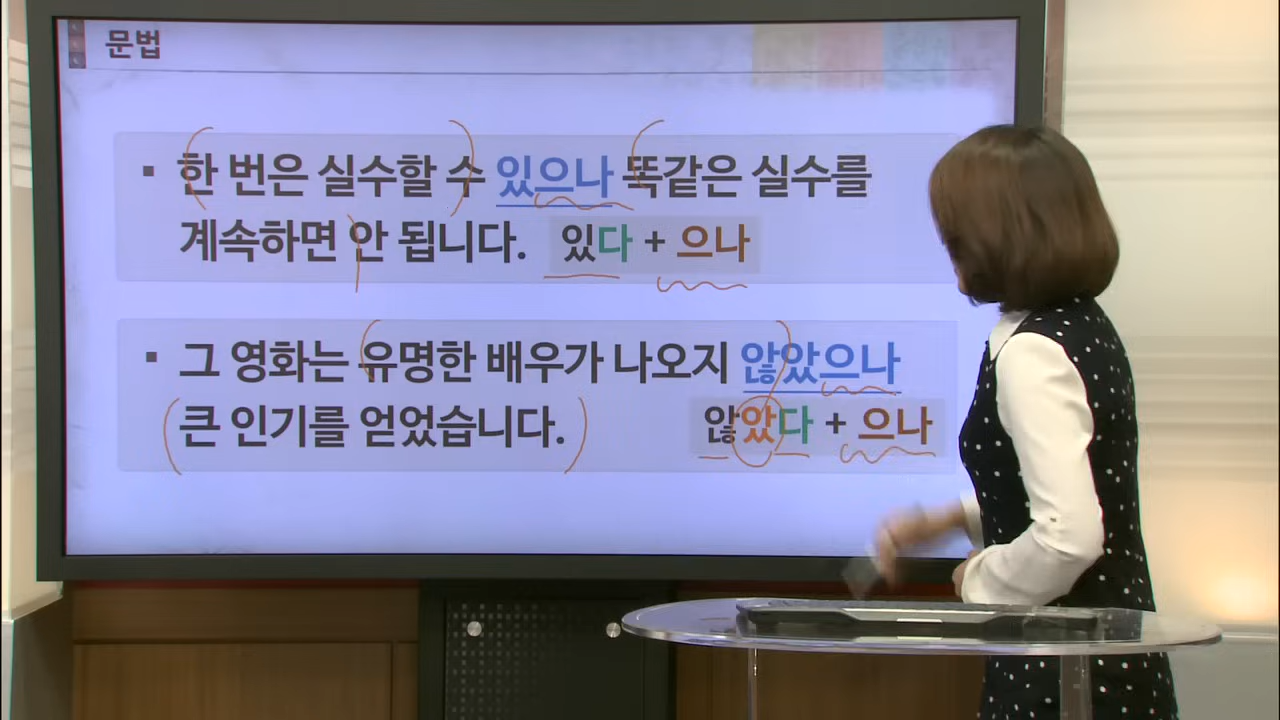 문법
▪ 한 번은 실수할 수 있으나 똑같은 실수를
계속하면 안 됩니다. 있다 + 으나
▪ 그 영화는 유명한 배우가 나오지 않았으나
큰 인기를 얻었습니다. 않았다 + 으나